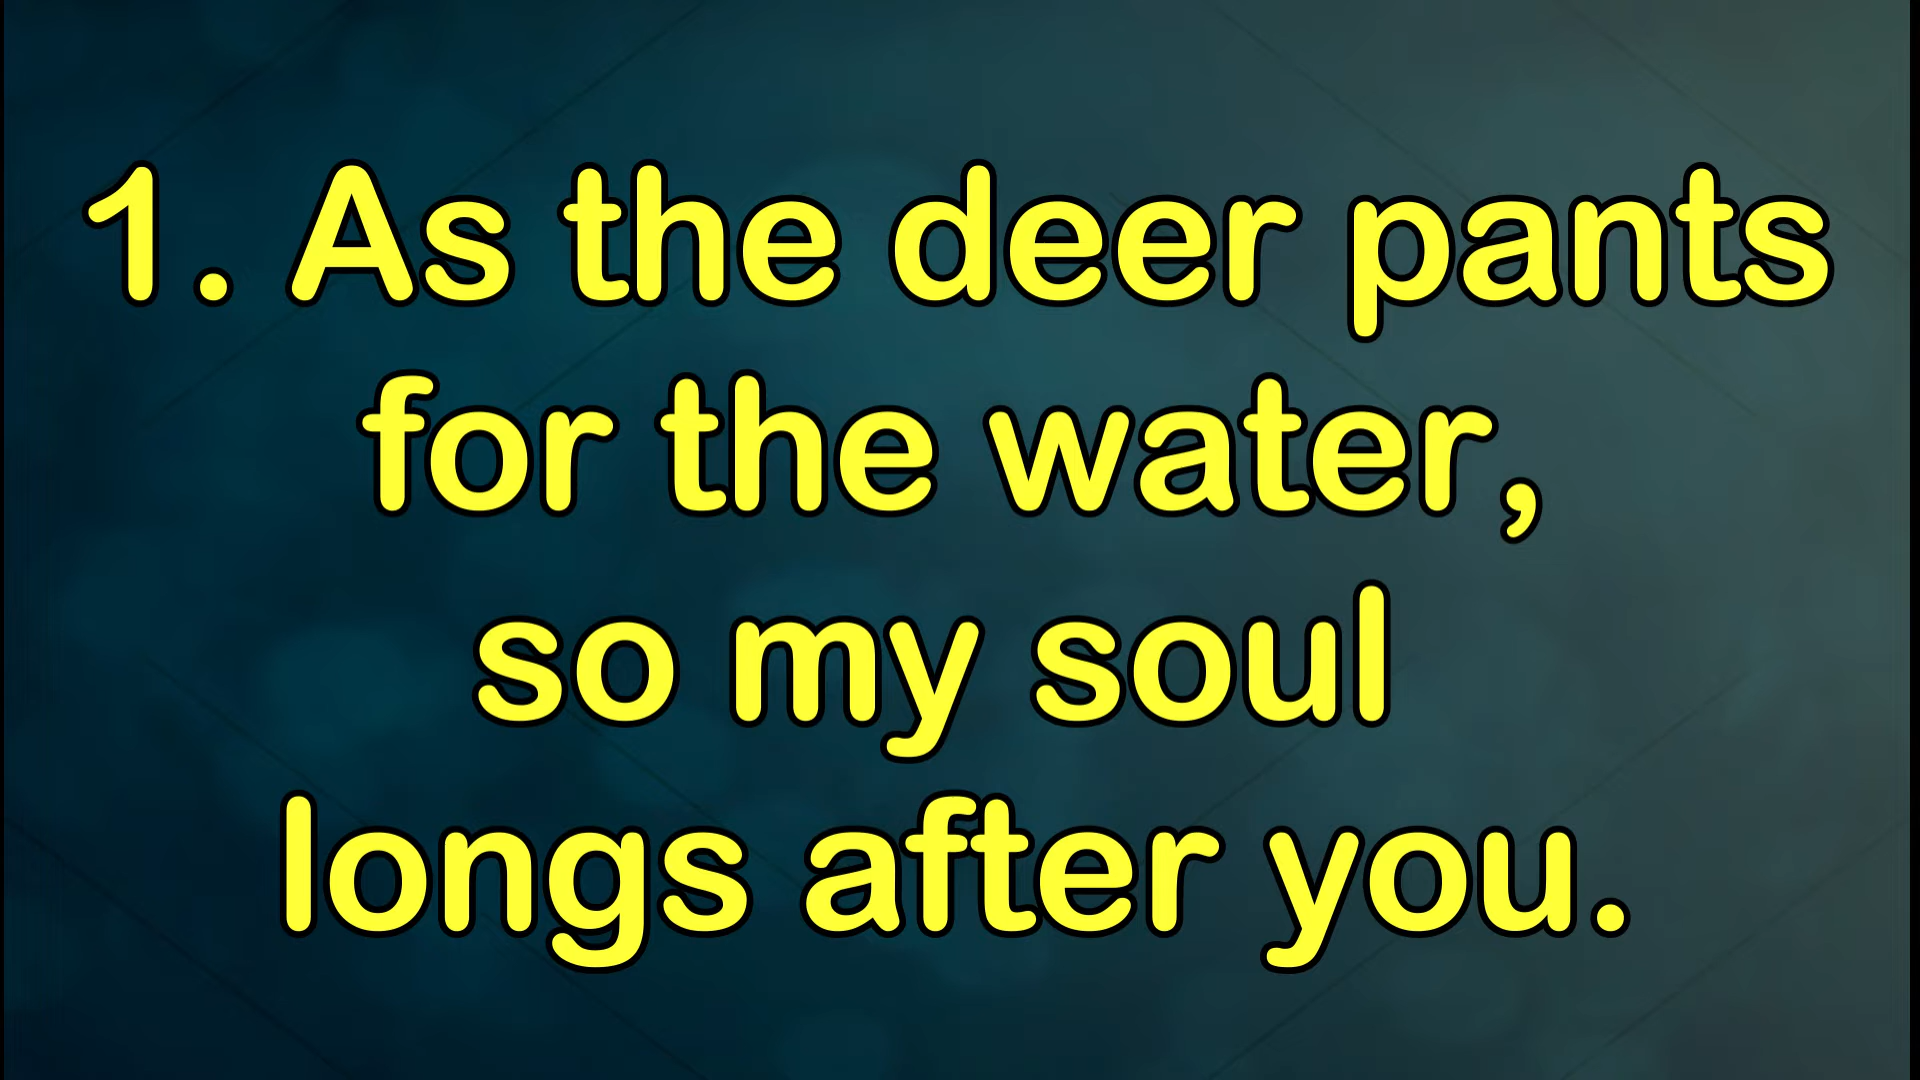 1. As the deer pants
for the water,
so my soul
longs after you.